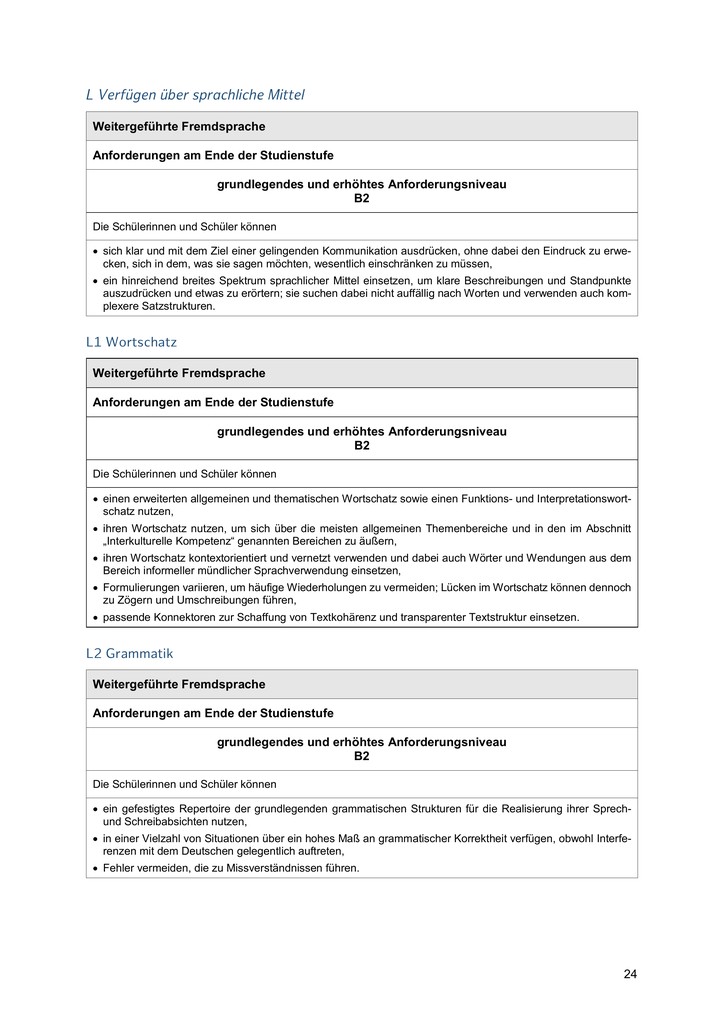 L Verfügen über sprachliche Mittel
Weitergeführte Fremdsprache
Anforderungen am Ende der Studienstufe
grundlegendes und erhöhtes Anforderungsniveau
B2
Die Schülerinnen und Schüler können
• sich klar und mit dem Ziel einer gelingenden Kommunikation ausdrücken, ohne dabei den Eindruck zu erwe-
cken, sich in dem, was sie sagen möchten, wesentlich einschränken zu müssen,
• ein hinreichend breites Spektrum sprachlicher Mittel einsetzen, um klare Beschreibungen und Standpunkte
auszudrücken und etwas zu erörtern; sie suchen dabei nicht auffällig nach Worten und verwenden auch kom-
plexere Satzstrukturen.
L1 Wortschatz
Weitergeführte Fremdsprache
Anforderungen am Ende der Studienstufe
grundlegendes und erhöhtes Anforderungsniveau
B2
Die Schülerinnen und Schüler können
• einen erweiterten allgemeinen und thematischen Wortschatz sowie einen Funktions- und Interpretationswort-
schatz nutzen,
• ihren Wortschatz nutzen, um sich über die meisten allgemeinen Themenbereiche und in den im Abschnitt
„Interkulturelle Kompetenz“ genannten Bereichen zu äußern,
• ihren Wortschatz kontextorientiert und vernetzt verwenden und dabei auch Wörter und Wendungen aus dem
Bereich informeller mündlicher Sprachverwendung einsetzen,
• Formulierungen variieren, um häufige Wiederholungen zu vermeiden; Lücken im Wortschatz können dennoch
zu Zögern und Umschreibungen führen,
• passende Konnektoren zur Schaffung von Textkohärenz und transparenter Textstruktur einsetzen.
L2 Grammatik
Weitergeführte Fremdsprache
Anforderungen am Ende der Studienstufe
grundlegendes und erhöhtes Anforderungsniveau
B2
Die Schülerinnen und Schüler können
• ein gefestigtes Repertoire der grundlegenden grammatischen Strukturen für die Realisierung ihrer Sprech-
und Schreibabsichten nutzen,
• in einer Vielzahl von Situationen über ein hohes Maß an grammatischer Korrektheit verfügen, obwohl Interfe-
renzen mit dem Deutschen gelegentlich auftreten,
• Fehler vermeiden, die zu Missverständnissen führen.
24